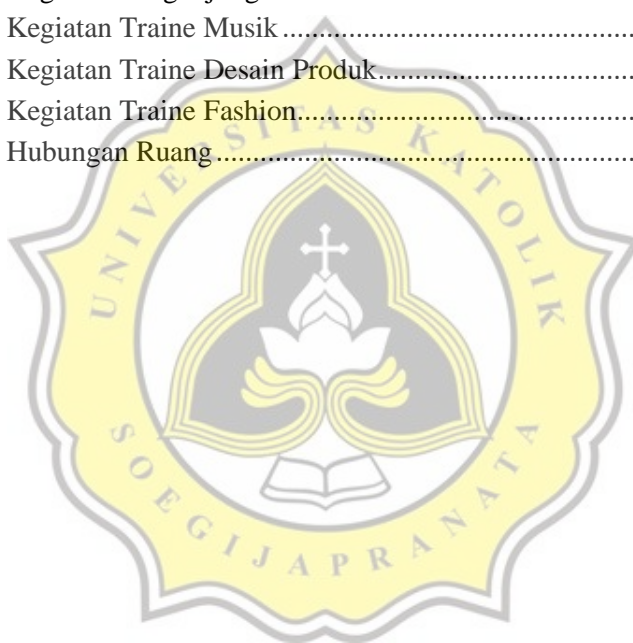 Kegiatan Traine Musik ...............................................
Kegiatan Traine Desain Produk...................................
Kegiatan Traine Fashion.............................................
Hubungan Ruang .......................................................
UNIVERSITAS KATOLIK
SOEGIJAPRANATA